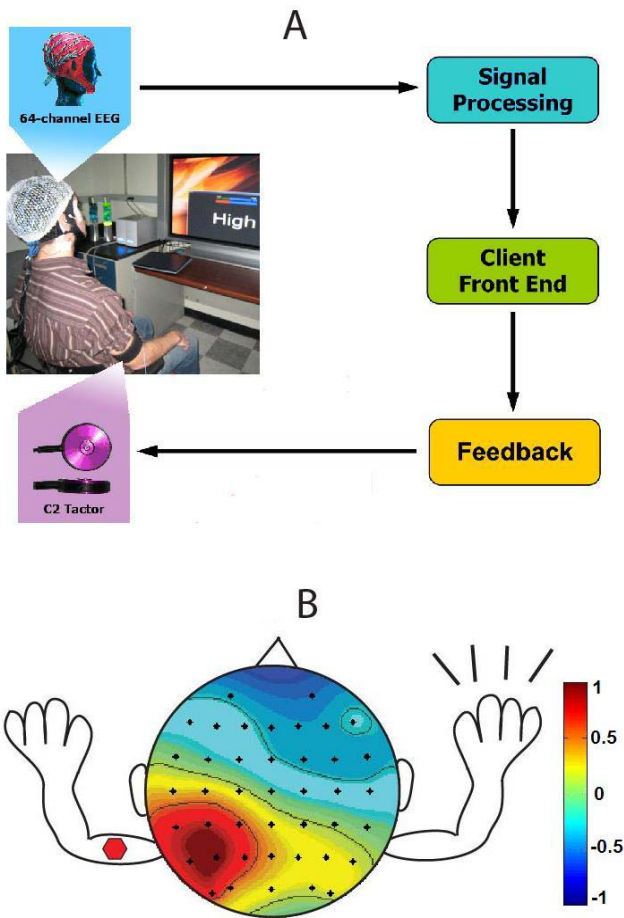 A
64-channel EEG
Signal
Processing
High
Client
Front End
Feedback
C2 Tactor
B
1
0.5
0
-0.5
-1